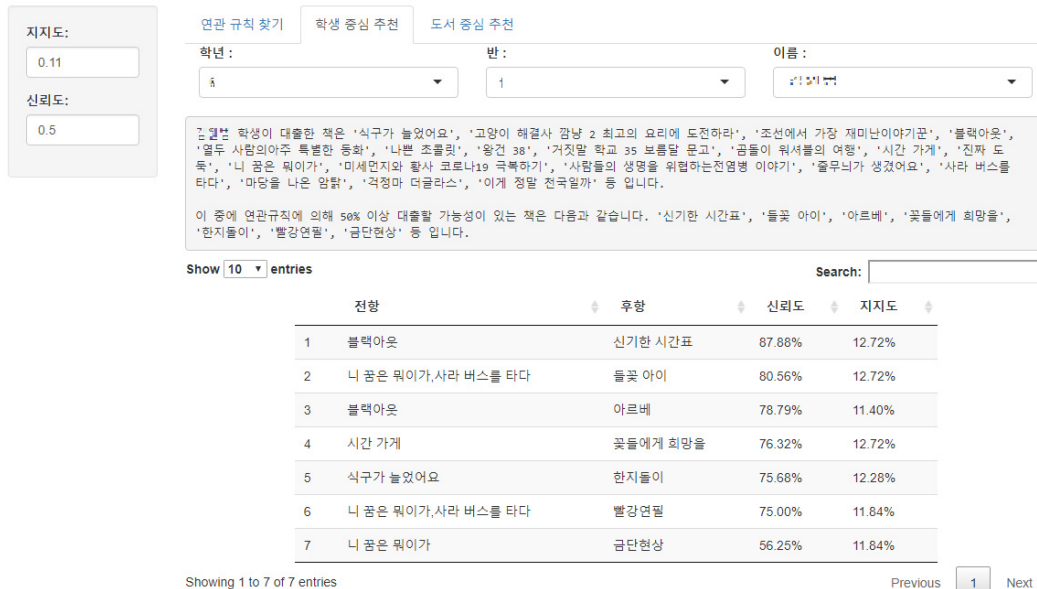 지지도:
0.11
신뢰도:
0.5
연관 규칙 찾기 학생 중심 추천 도서 중심 추천
학년 : 반 : 이름 :
1
학생이 대출한 책은 '식구가 늘었어요', '고양이 해결사 깜냥 2 최고의 요리에 도전하라', '조선에서 가장 재미난이야기꾼', '블랙아웃',
'열두 사람의아주 특별한 동화', '나쁜 초콜릿', '왕건 38', '거짓말 학교 35 보름달 문고', '곰돌이 워셔블의 여행', '시간 가게', '진짜 도
둑', '니 꿈은 뭐이가', '미세먼지와 황사 코로나19 극복하기', '사람들의 생명을 위협하는전염병 이야기', '줄무늬가 생겼어요', '사라 버스를
타다', '마당을 나온 암탉', '걱정마 더글라스', '이게 정말 천국일까' 등 입니다.
이 중에 연관규칙에 의해 50% 이상 대출할 가능성이 있는 책은 다음과 같습니다. '신기한 시간표', '들꽃 아이', '아르베', '꽃들에게 희망을',
'한지돌이', '빨강연필', '금단현상' 등 입니다.
Show 10 entries Search:
전항 후항 신뢰도 지지도
1 블랙아웃 신기한 시간표 87.88% 12.72%
2 니 꿈은 뭐이가,사라 버스를 타다 들꽃 아이 80.56% 12.72%
3 블랙아웃 아르베 78.79% 11.40%
4 시간 가게 꽃들에게 희망을 76.32% 12.72%
5 식구가 늘었어요 한지돌이 75.68% 12.28%
6 니 꿈은 뭐이가,사라 버스를 타다 빨강연필 75.00% 11.84%
7 니 꿈은 뭐이가 금단현상 56.25% 11.84%
Showing 1 to 7 of 7 entries Previous 1 Next